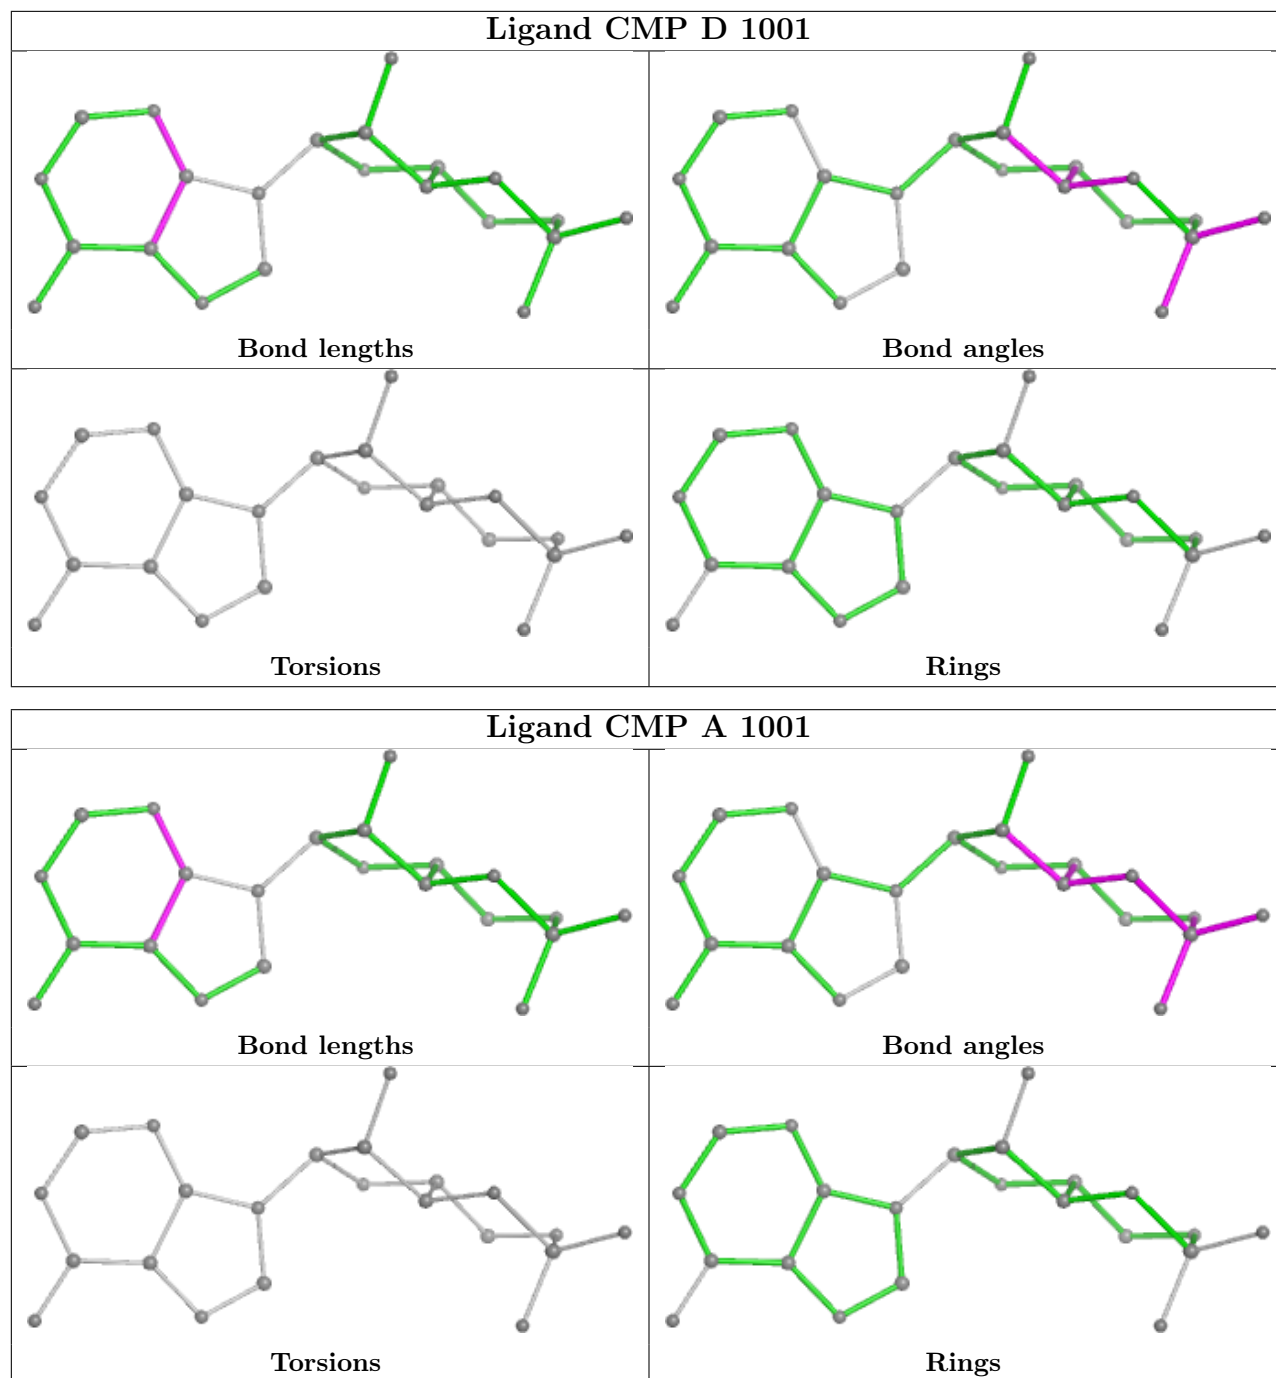 Ligand CMP D 1001
Bond lengths
Bond angles
Torsions
Rings
Ligand CMP A 1001
Bond lengths
Bond angles
Torsions
Rings